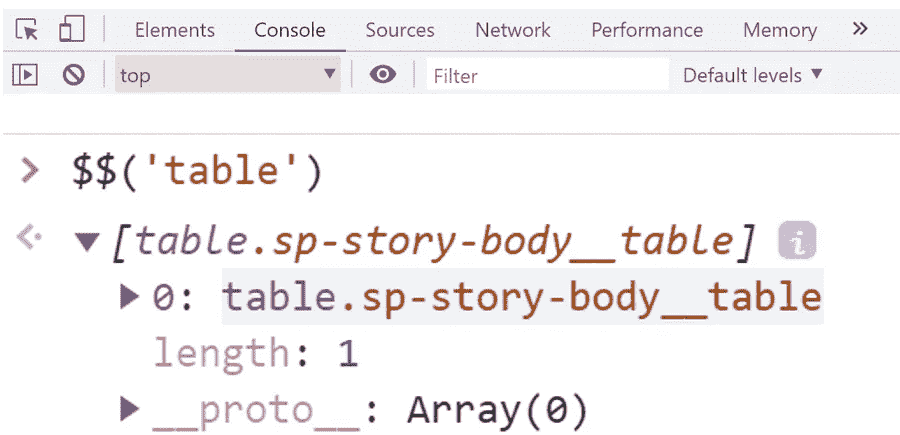 Elements Console Sources Network Performance Memory »
top Filter Default levels
> $$('table')
[table.sp-story-body__table] i
0: table.sp-story-body__table
length: 1
__proto__: Array(0)